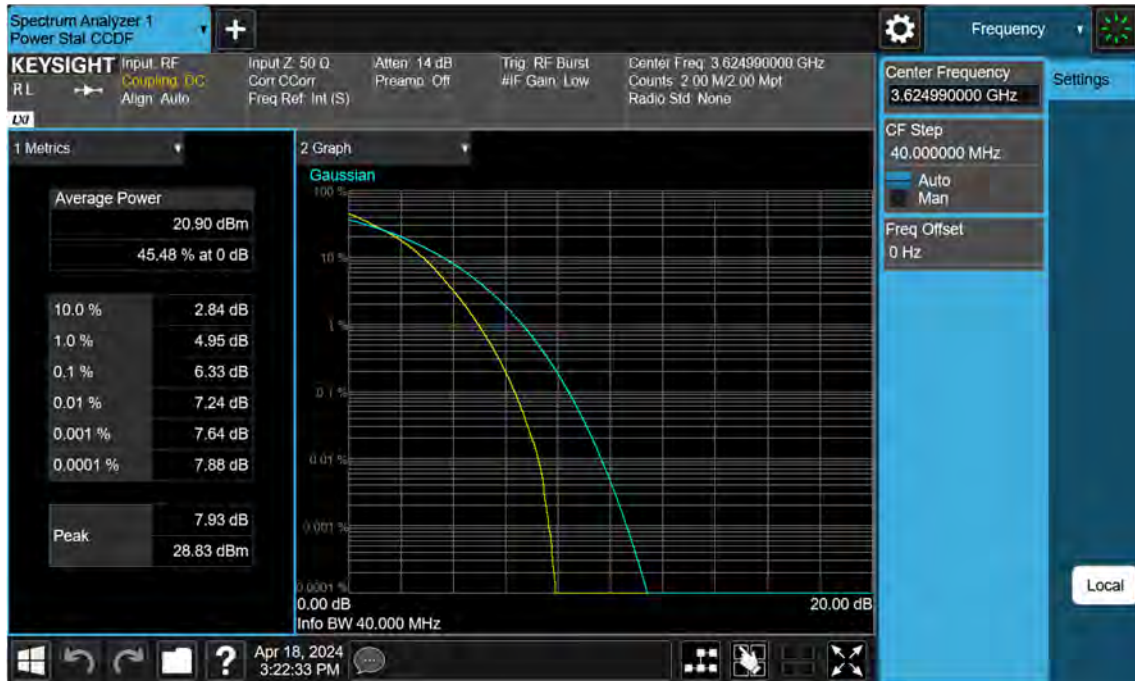 Spectrum Analyzer 1
Power Stat CCDF
Frequency
KEYSIGHT
R L
LXI
Input: RF
Coupling: DC
Align: Auto
Input Z: 50 Ω
Corr CCorr
Freq Ref: Int (S)
Atten: 14 dB
Preamp: Off
Trig: RF Burst
#IF Gain: Low
Center Freq: 3.624990000 GHz
Counts: 2.00 M/2.00 Mpt
Radio Std: None
Center Frequency
3.624990000 GHz
Settings
CF Step
40.000000 MHz
Auto
Man
Freq Offset
0 Hz
1 Metrics
Average Power
20.90 dBm
45.48 % at 0 dB
10.0 % 2.84 dB
1.0 % 4.95 dB
0.1 % 6.33 dB
0.01 % 7.24 dB
0.001 % 7.64 dB
0.0001 % 7.88 dB
Peak
7.93 dB
28.83 dBm
2 Graph
Gaussian
100 %
10 %
1 %
0.1 %
0.01 %
0.001 %
0.0001 %
0.00 dB 20.00 dB
Info BW 40.000 MHz
Local
?
Apr 18, 2024
3:22:33 PM